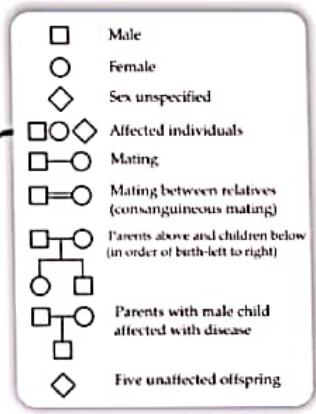 Male
Female
Sex unspecified
Affected individuals
Mating
Mating between relatives
(consanguineous mating)
Parents above and children below
(in order of birth-left to right)
Parents with male child
affected with disease
Five unaffected offspring